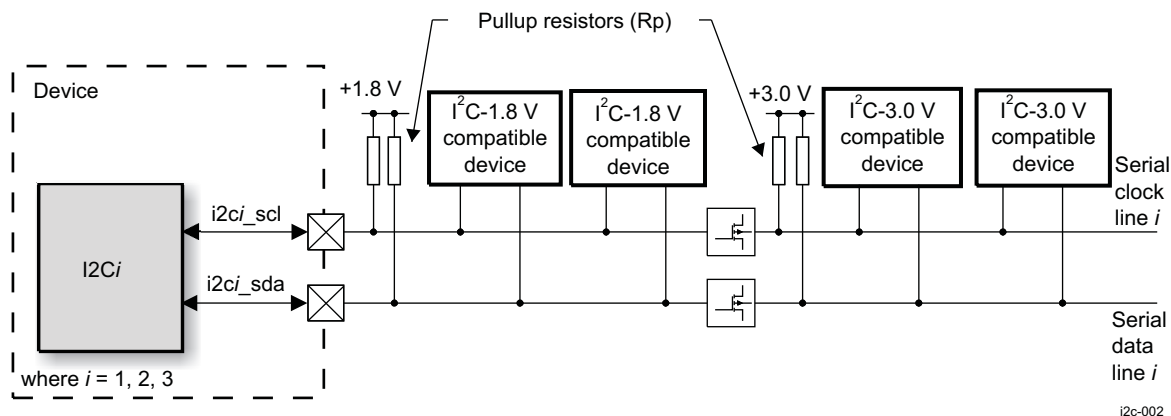 Pullup resistors (Rp)
Device
+1.8 V
I²C-1.8 V
compatible
device
I²C-1.8 V
compatible
device
+3.0 V
I²C-3.0 V
compatible
device
I²C-3.0 V
compatible
device
Serial
clock
line i
i2ci_scl
I2Ci
i2ci_sda
Serial
data
line i
where i = 1, 2, 3
i2c-002